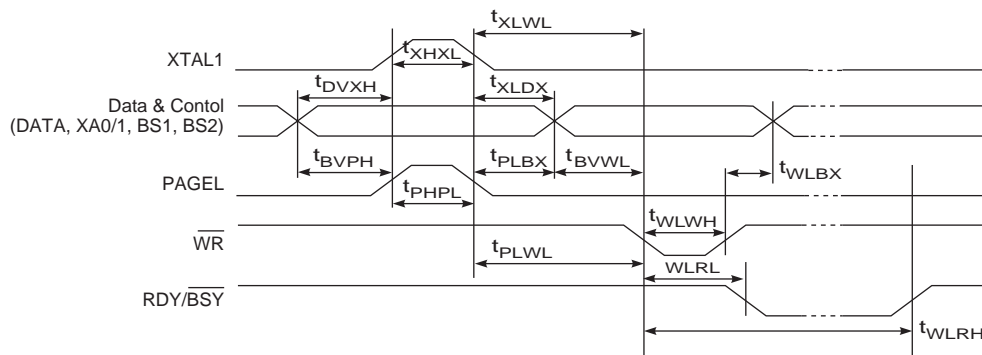 tXLWL
XTAL1
tXHXL
tDVXH
tXLDX
Data & Contol
(DATA, XA0/1, BS1, BS2)
tBVPH
tPLBX
tBVWL
tWLBX
PAGEL
tPHPL
tWLWH
WR
tPLWL
WLRL
RDY/BSY
tWLRH